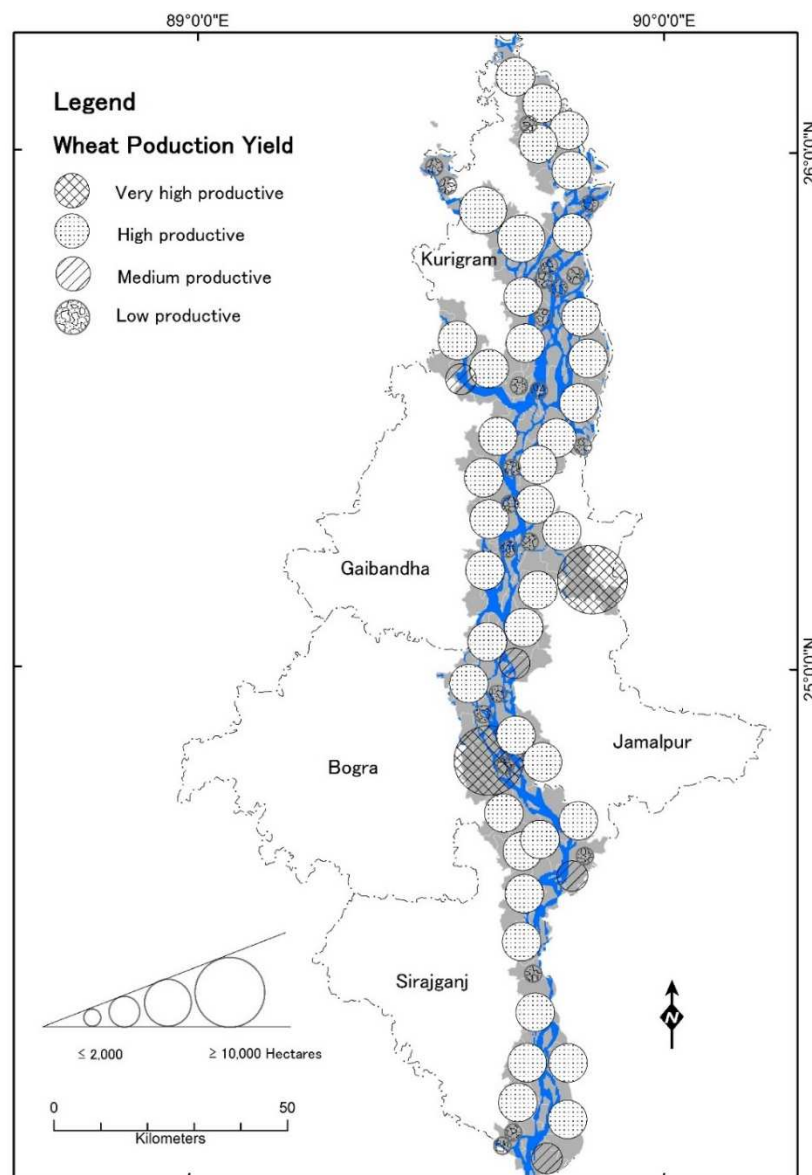 89°0'0"E
90°0'0"E
Legend
Wheat Poduction Yield
Very high productive
High productive
Medium productive
Low productive
26°0'0"N
Kurigram
Gaibandha
25°0'0"N
Jamalpur
Bogra
Sirajganj
N
≤ 2,000
≥ 10,000 Hectares
0
50
Kilometers